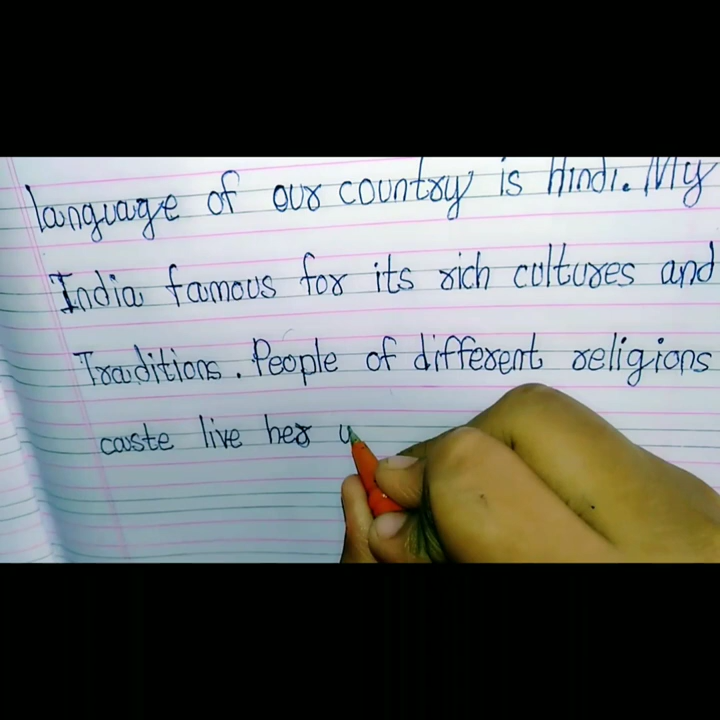 language of our country is Hindi. My
India famous for its rich cultures and
Traditions. People of different religions
caste live her u